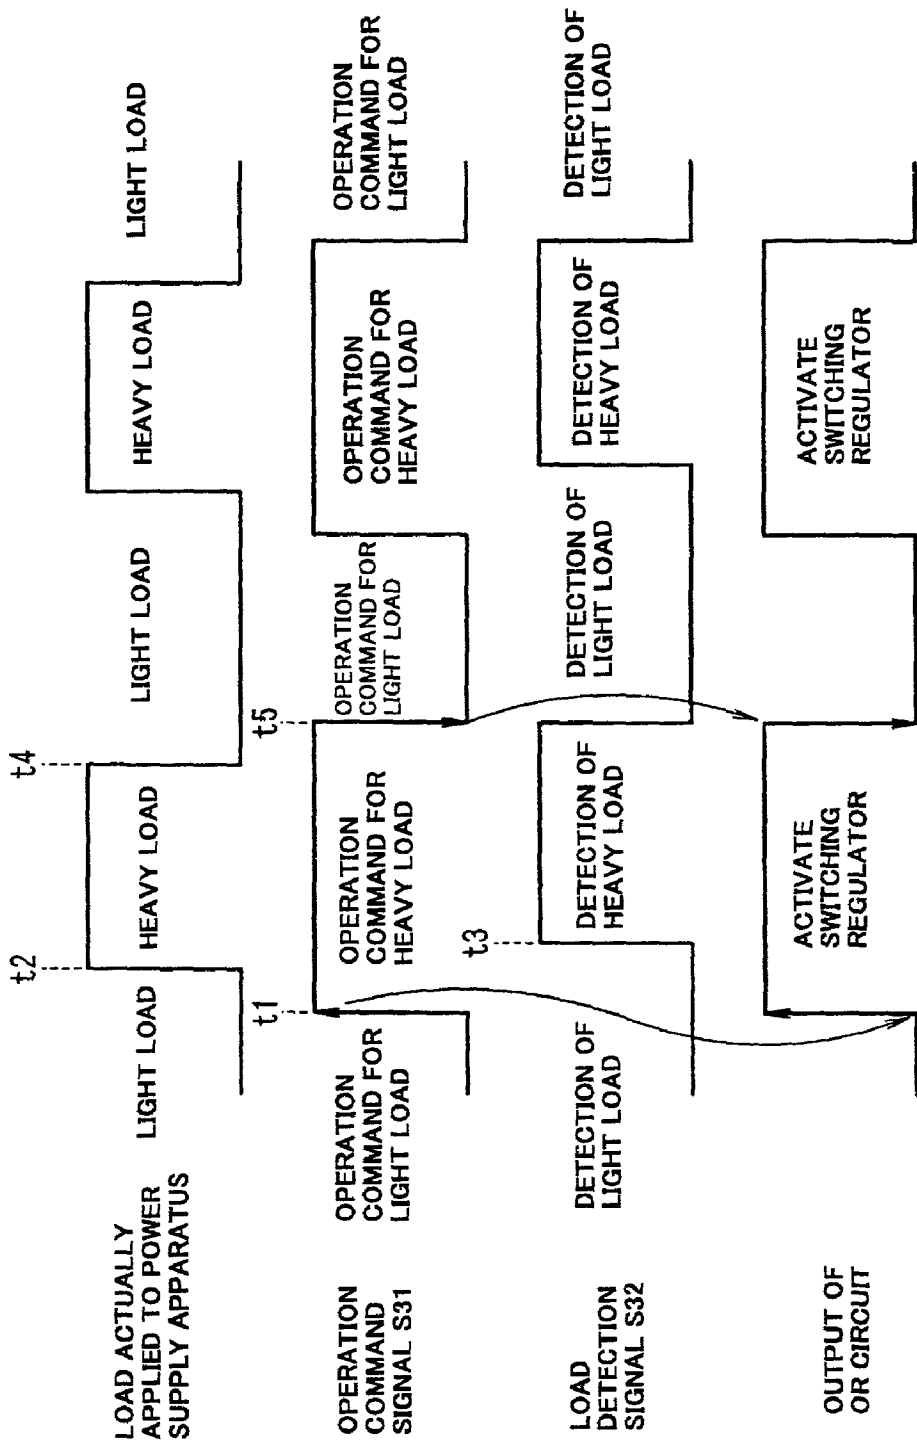 LOAD ACTUALLY
APPLIED TO POWER
SUPPLY APPARATUS
LIGHT LOAD
t2
HEAVY LOAD
t4
LIGHT LOAD
HEAVY LOAD
LIGHT LOAD
OPERATION
COMMAND
SIGNAL S31
OPERATION
COMMAND FOR
LIGHT LOAD
t1
OPERATION
COMMAND FOR
HEAVY LOAD
t5
OPERATION
COMMAND FOR
LIGHT LOAD
OPERATION
COMMAND FOR
HEAVY LOAD
OPERATION
COMMAND FOR
LIGHT LOAD
LOAD
DETECTION
SIGNAL S32
DETECTION OF
LIGHT LOAD
t3
DETECTION OF
HEAVY LOAD
DETECTION OF
LIGHT LOAD
DETECTION OF
HEAVY LOAD
DETECTION OF
LIGHT LOAD
OUTPUT OF
OR CIRCUIT
ACTIVATE
SWITCHING
REGULATOR
ACTIVATE
SWITCHING
REGULATOR